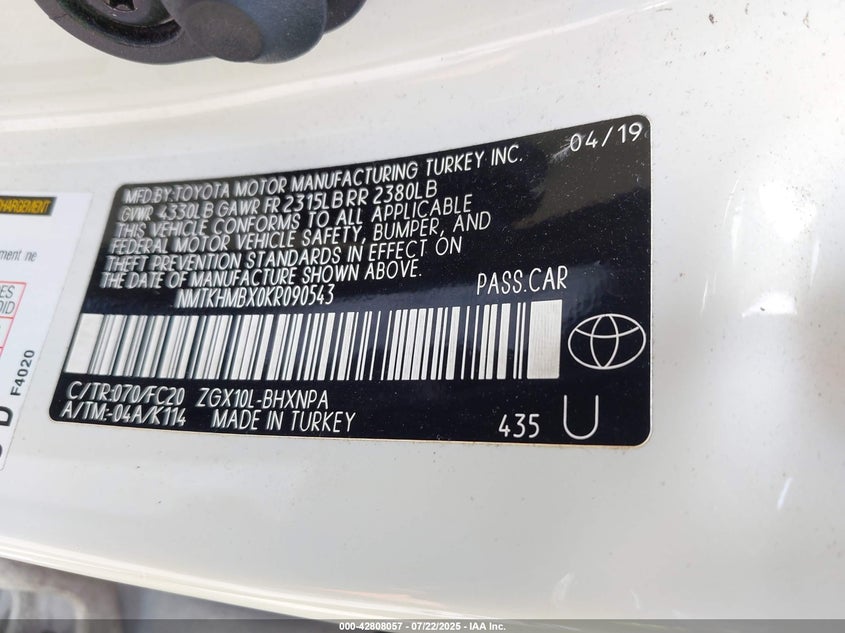 04/19
MFD.BY:TOYOTA MOTOR MANUFACTURING TURKEY INC.
GVWR 4330LB GAWR FR 2315LB RR 2380LB
THIS VEHICLE CONFORMS TO ALL APPLICABLE
FEDERAL MOTOR VEHICLE SAFETY, BUMPER, AND
THEFT PREVENTION STANDARDS IN EFFECT ON
THE DATE OF MANUFACTURE SHOWN ABOVE.
NMTKHMBX0KR090543
PASS.CAR
C/TR:070/FC20 ZGX10L-BHXNPA
A/TM:-04A/K114 MADE IN TURKEY
435 U
F4020
000-42808057 - 07/22/2025 - IAA Inc.